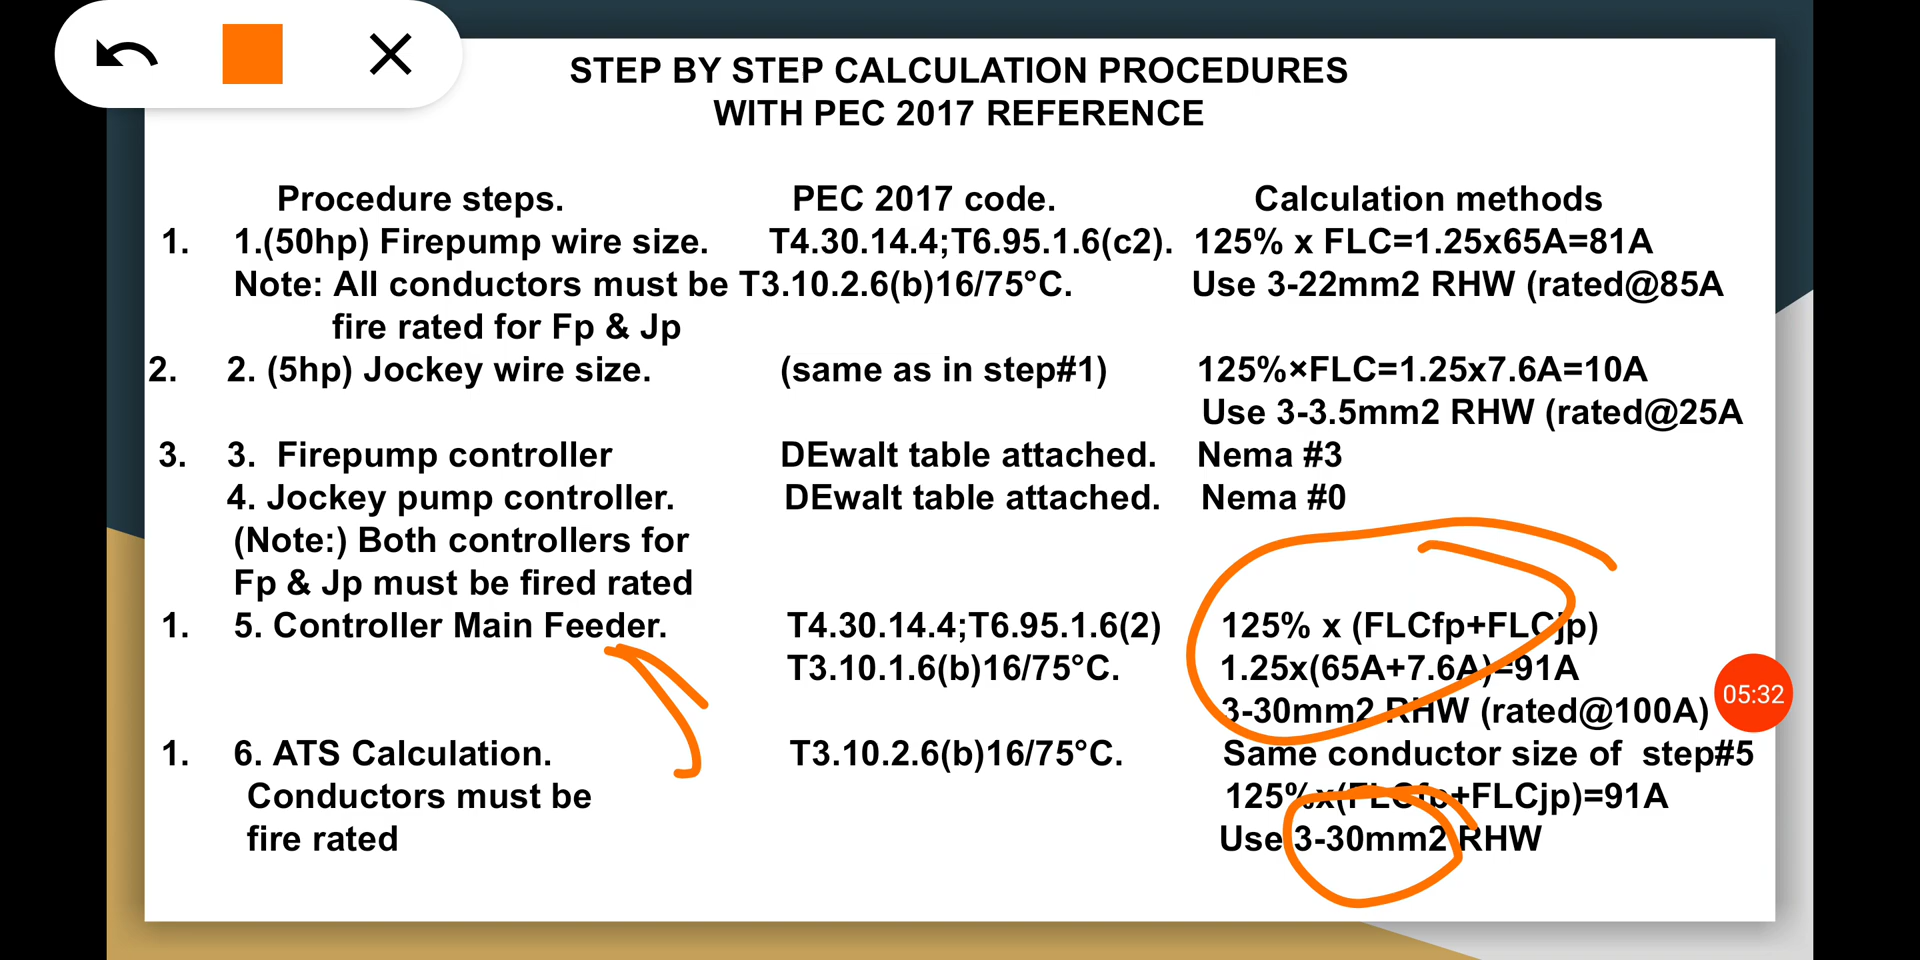 STEP BY STEP CALCULATION PROCEDURES
WITH PEC 2017 REFERENCE
Procedure steps. PEC 2017 code. Calculation methods
1. 1.(50hp) Firepump wire size. T4.30.14.4;T6.95.1.6(c2). 125% x FLC=1.25x65A=81A
Note: All conductors must be T3.10.2.6(b)16/75°C. Use 3-22mm2 RHW (rated@85A
fire rated for Fp & Jp
2. 2. (5hp) Jockey wire size. (same as in step#1) 125%×FLC=1.25x7.6A=10A
Use 3-3.5mm2 RHW (rated@25A
3. 3. Firepump controller DEwalt table attached. Nema #3
4. Jockey pump controller. DEwalt table attached. Nema #0
(Note:) Both controllers for
Fp & Jp must be fired rated
1. 5. Controller Main Feeder. T4.30.14.4;T6.95.1.6(2) 125% x (FLCfp+FLCjp)
T3.10.1.6(b)16/75°C. 1.25x(65A+7.6A)=91A
3-30mm2 RHW (rated@100A)
05:32
1. 6. ATS Calculation. T3.10.2.6(b)16/75°C. Same conductor size of step#5
Conductors must be 125%x(FLCfp+FLCjp)=91A
fire rated Use 3-30mm2 RHW